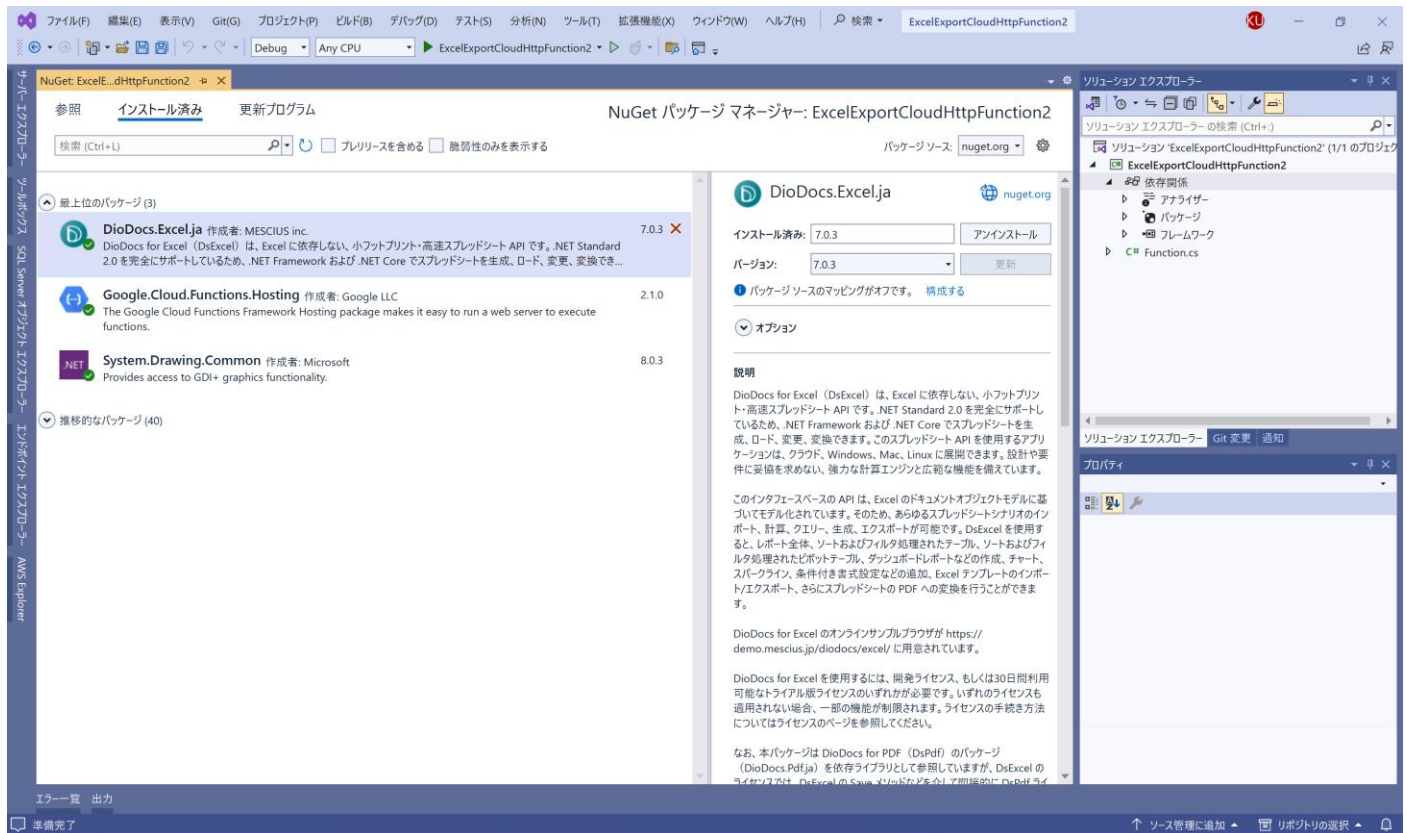 ファイル(F) 編集(E) 表示(V) Git(G) プロジェクト(P) ビルド(B) デバッグ(D) テスト(S) 分析(N) ツール(T) 拡張機能(X) ウィンドウ(W) ヘルプ(H) 検索 ExcelExportCloudHttpFunction2 KU
Debug Any CPU ExcelExportCloudHttpFunction2
サーバー エクスプローラー
ツールボックス
SQL Server オブジェクト エクスプローラー
エンドポイント エクスプローラー
AWS Explorer
NuGet: ExcelE...dHttpFunction2
参照 インストール済み 更新プログラム
NuGet パッケージ マネージャー: ExcelExportCloudHttpFunction2
検索 (Ctrl+L) プレリリースを含める 脆弱性のみを表示する
パッケージ ソース: nuget.org
最上位のパッケージ (3)
DioDocs.Excel.ja 作成者: MESCIUS inc. 7.0.3
DioDocs for Excel（DsExcel）は、Excel に依存しない、小フットプリント・高速スプレッドシート API です。.NET Standard
2.0 を完全にサポートしているため、.NET Framework および .NET Core でスプレッドシートを生成、ロード、変更、変換でき...
Google.Cloud.Functions.Hosting 作成者: Google LLC 2.1.0
The Google Cloud Functions Framework Hosting package makes it easy to run a web server to execute
functions.
.NET
System.Drawing.Common 作成者: Microsoft 8.0.3
Provides access to GDI+ graphics functionality.
推移的なパッケージ (40)
DioDocs.Excel.ja nuget.org
インストール済み: 7.0.3 アンインストール
バージョン: 7.0.3 更新
パッケージ ソースのマッピングがオフです。 構成する
オプション
説明
DioDocs for Excel（DsExcel）は、Excel に依存しない、小フットプリン
ト・高速スプレッドシート API です。.NET Standard 2.0 を完全にサポートし
ているため、.NET Framework および .NET Core でスプレッドシートを生
成、ロード、変更、変換できます。このスプレッドシート API を使用するアプリ
ケーションは、クラウド、Windows、Mac、Linux に展開できます。設計や要
件に妥協を求めない、強力な計算エンジンと広範な機能を備えています。
このインタフェースベースの API は、Excel のドキュメントオブジェクトモデルに基
づいてモデル化されています。そのため、あらゆるスプレッドシートシナリオのイン
ポート、計算、クエリー、生成、エクスポートが可能です。DsExcel を使用す
ると、レポート全体、ソートおよびフィルタ処理されたテーブル、ソートおよびフィ
ルタ処理されたピボットテーブル、ダッシュボードレポートなどの作成、チャート、
スパークライン、条件付き書式設定などの追加、Excel テンプレートのインポー
ト/エクスポート、さらにスプレッドシートの PDF への変換を行うことができま
す。
DioDocs for Excel のオンラインサンプルブラウザが https://
demo.mescius.jp/diodocs/excel/ に用意されています。
DioDocs for Excel を使用するには、開発ライセンス、もしくは30日間利用
可能なトライアル版ライセンスのいずれかが必要です。いずれのライセンスも
適用されない場合、一部の機能が制限されます。ライセンスの手続き方法
についてはライセンスのページを参照してください。
なお、本パッケージは DioDocs for PDF（DsPdf）のパッケージ
（DioDocs.Pdf.ja）を依存ライブラリとして参照していますが、DsExcel の
ライセンスでは、DsExcel の Save メソッドなどを介して間接的に DsPdf ライ
ソリューション エクスプローラー
ソリューション エクスプローラー の検索 (Ctrl+:)
ソリューション 'ExcelExportCloudHttpFunction2' (1/1 のプロジェク
ExcelExportCloudHttpFunction2
依存関係
アナライザー
パッケージ
フレームワーク
C# Function.cs
ソリューション エクスプローラー Git 変更 通知
プロパティ
エラー一覧 出力
準備完了 ソース管理に追加 リポジトリの選択